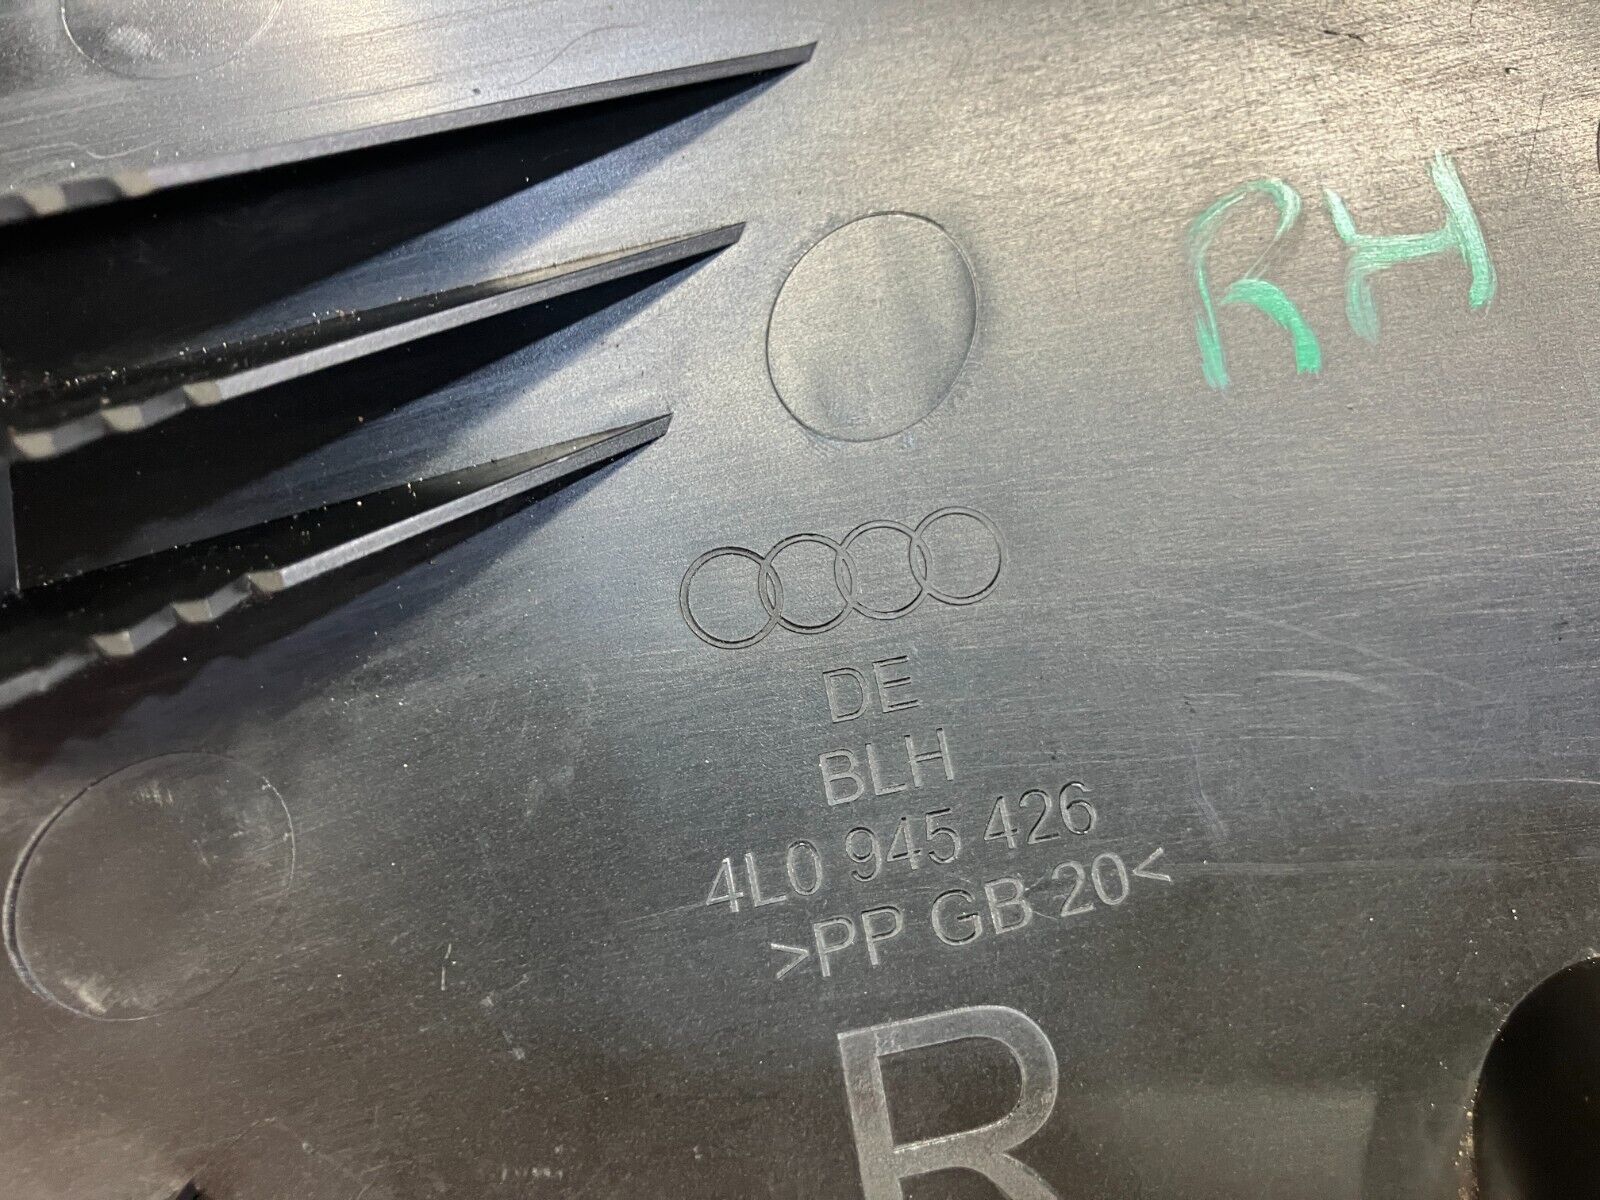 RH
DE
BLH
4L0 945 426
>PP GB 20<
R